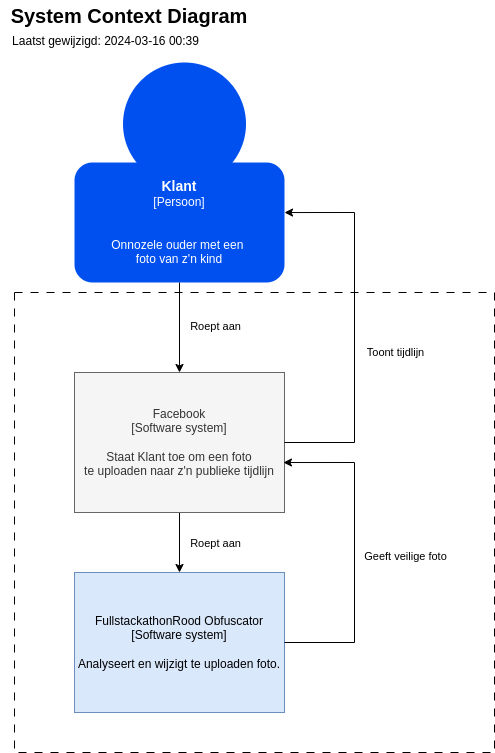 System Context Diagram
Laatst gewijzigd: 2024-03-16 00:39
Klant
[Persoon]
Onnozele ouder met een
foto van z'n kind
Roept aan
Toont tijdlijn
Facebook
[Software system]
Staat Klant toe om een foto
te uploaden naar z'n publieke tijdlijn
Roept aan
Geeft veilige foto
FullstackathonRood Obfuscator
[Software system]
Analyseert en wijzigt te uploaden foto.